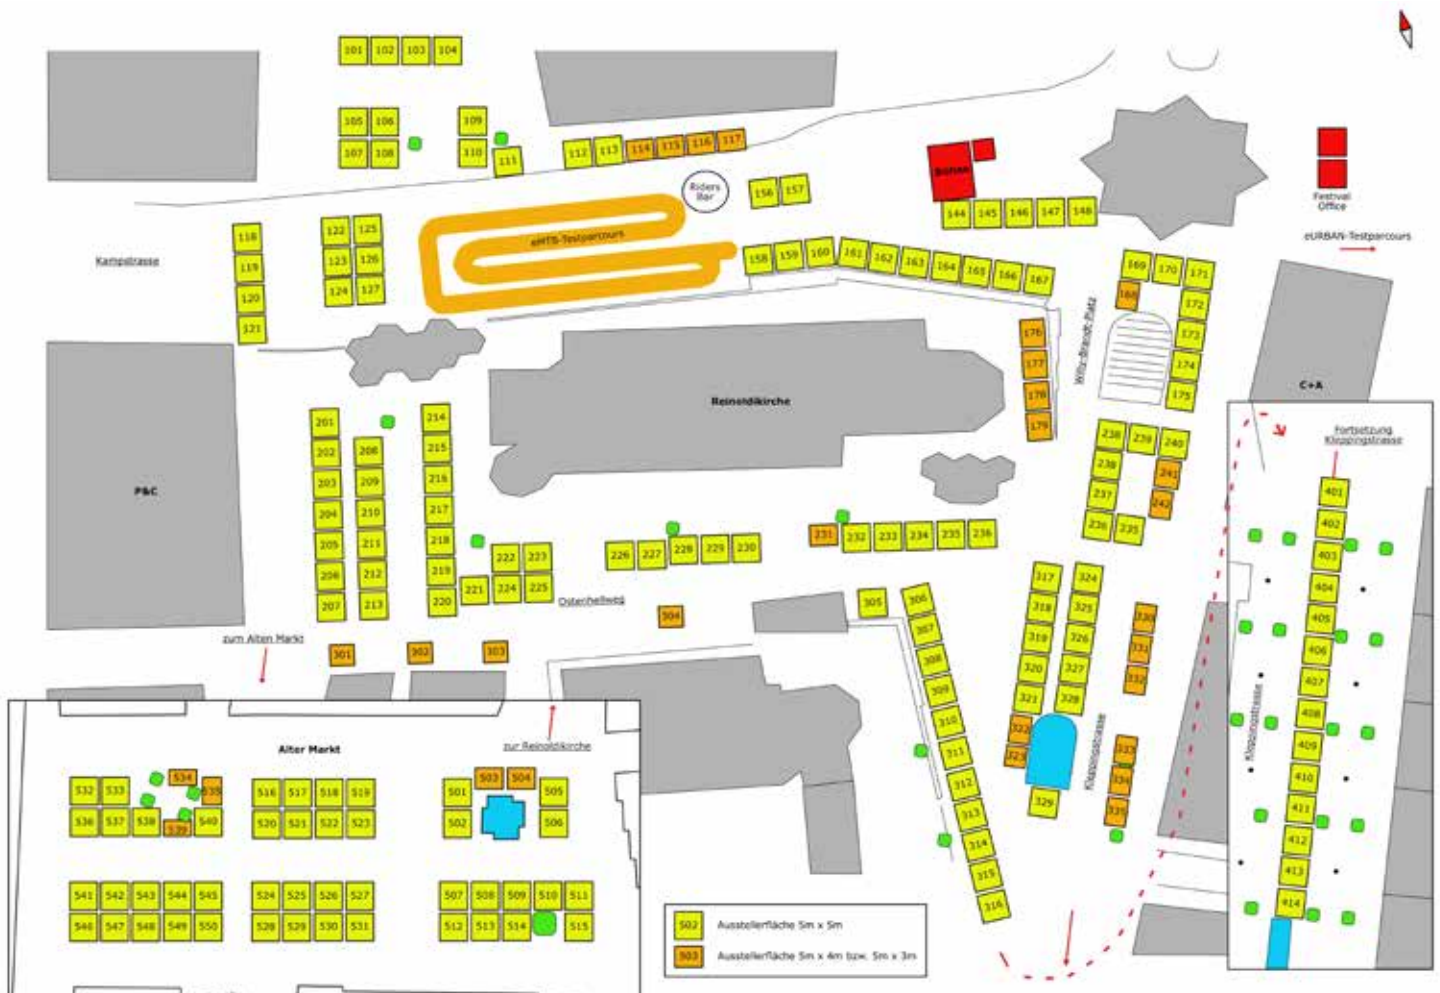 101 102 103 104
105 106
109
107 108
110
111
112 113 114 115 116 117
Riders
Bar
156 157
Bühne
144 145 146 147 148
Festival
Office
eURBAN-Testparcours
Kampstrasse
118
119
120
121
122 125
123 126
124 127
eMTB-Testparcours
158 159 160 161 162 163 164 165 166 167
169 170 171
168
172
173
174
175
Willy-Brandt-Platz
176
177
178
179
C+A
P&C
Reinoldikirche
201
202
203
204
205
206
207
208
209
210
211
212
213
214
215
216
217
218
219
220
221
222 223
224 225
226 227 228 229 230
231 232 233 234 235 236
238 239 240
238
237
236 235
241
242
Ostenhellweg
zum Alten Markt
301 302 303
304
305
306
307
308
309
310
311
312
313
314
315
316
317 324
318 325
319 326
320 327
321 328
322
323
329
330
331
332
333
334
335
Kleppingstrasse
Fortsetzung
Kleppingstrasse
401
402
403
404
405
406
407
408
409
410
411
412
413
414
Kleppingstrasse
Alter Markt
zur Reinoldikirche
532 533
534
535
536 537 538
539
540
516 517 518 519
520 521 522 523
501
503 504
505
502
506
541 542 543 544 545
546 547 548 549 550
524 525 526 527
528 529 530 531
507 508 509 510 511
512 513 514
515
502 Ausstellerfläche 5m x 5m
503 Ausstellerfläche 5m x 4m bzw. 5m x 3m